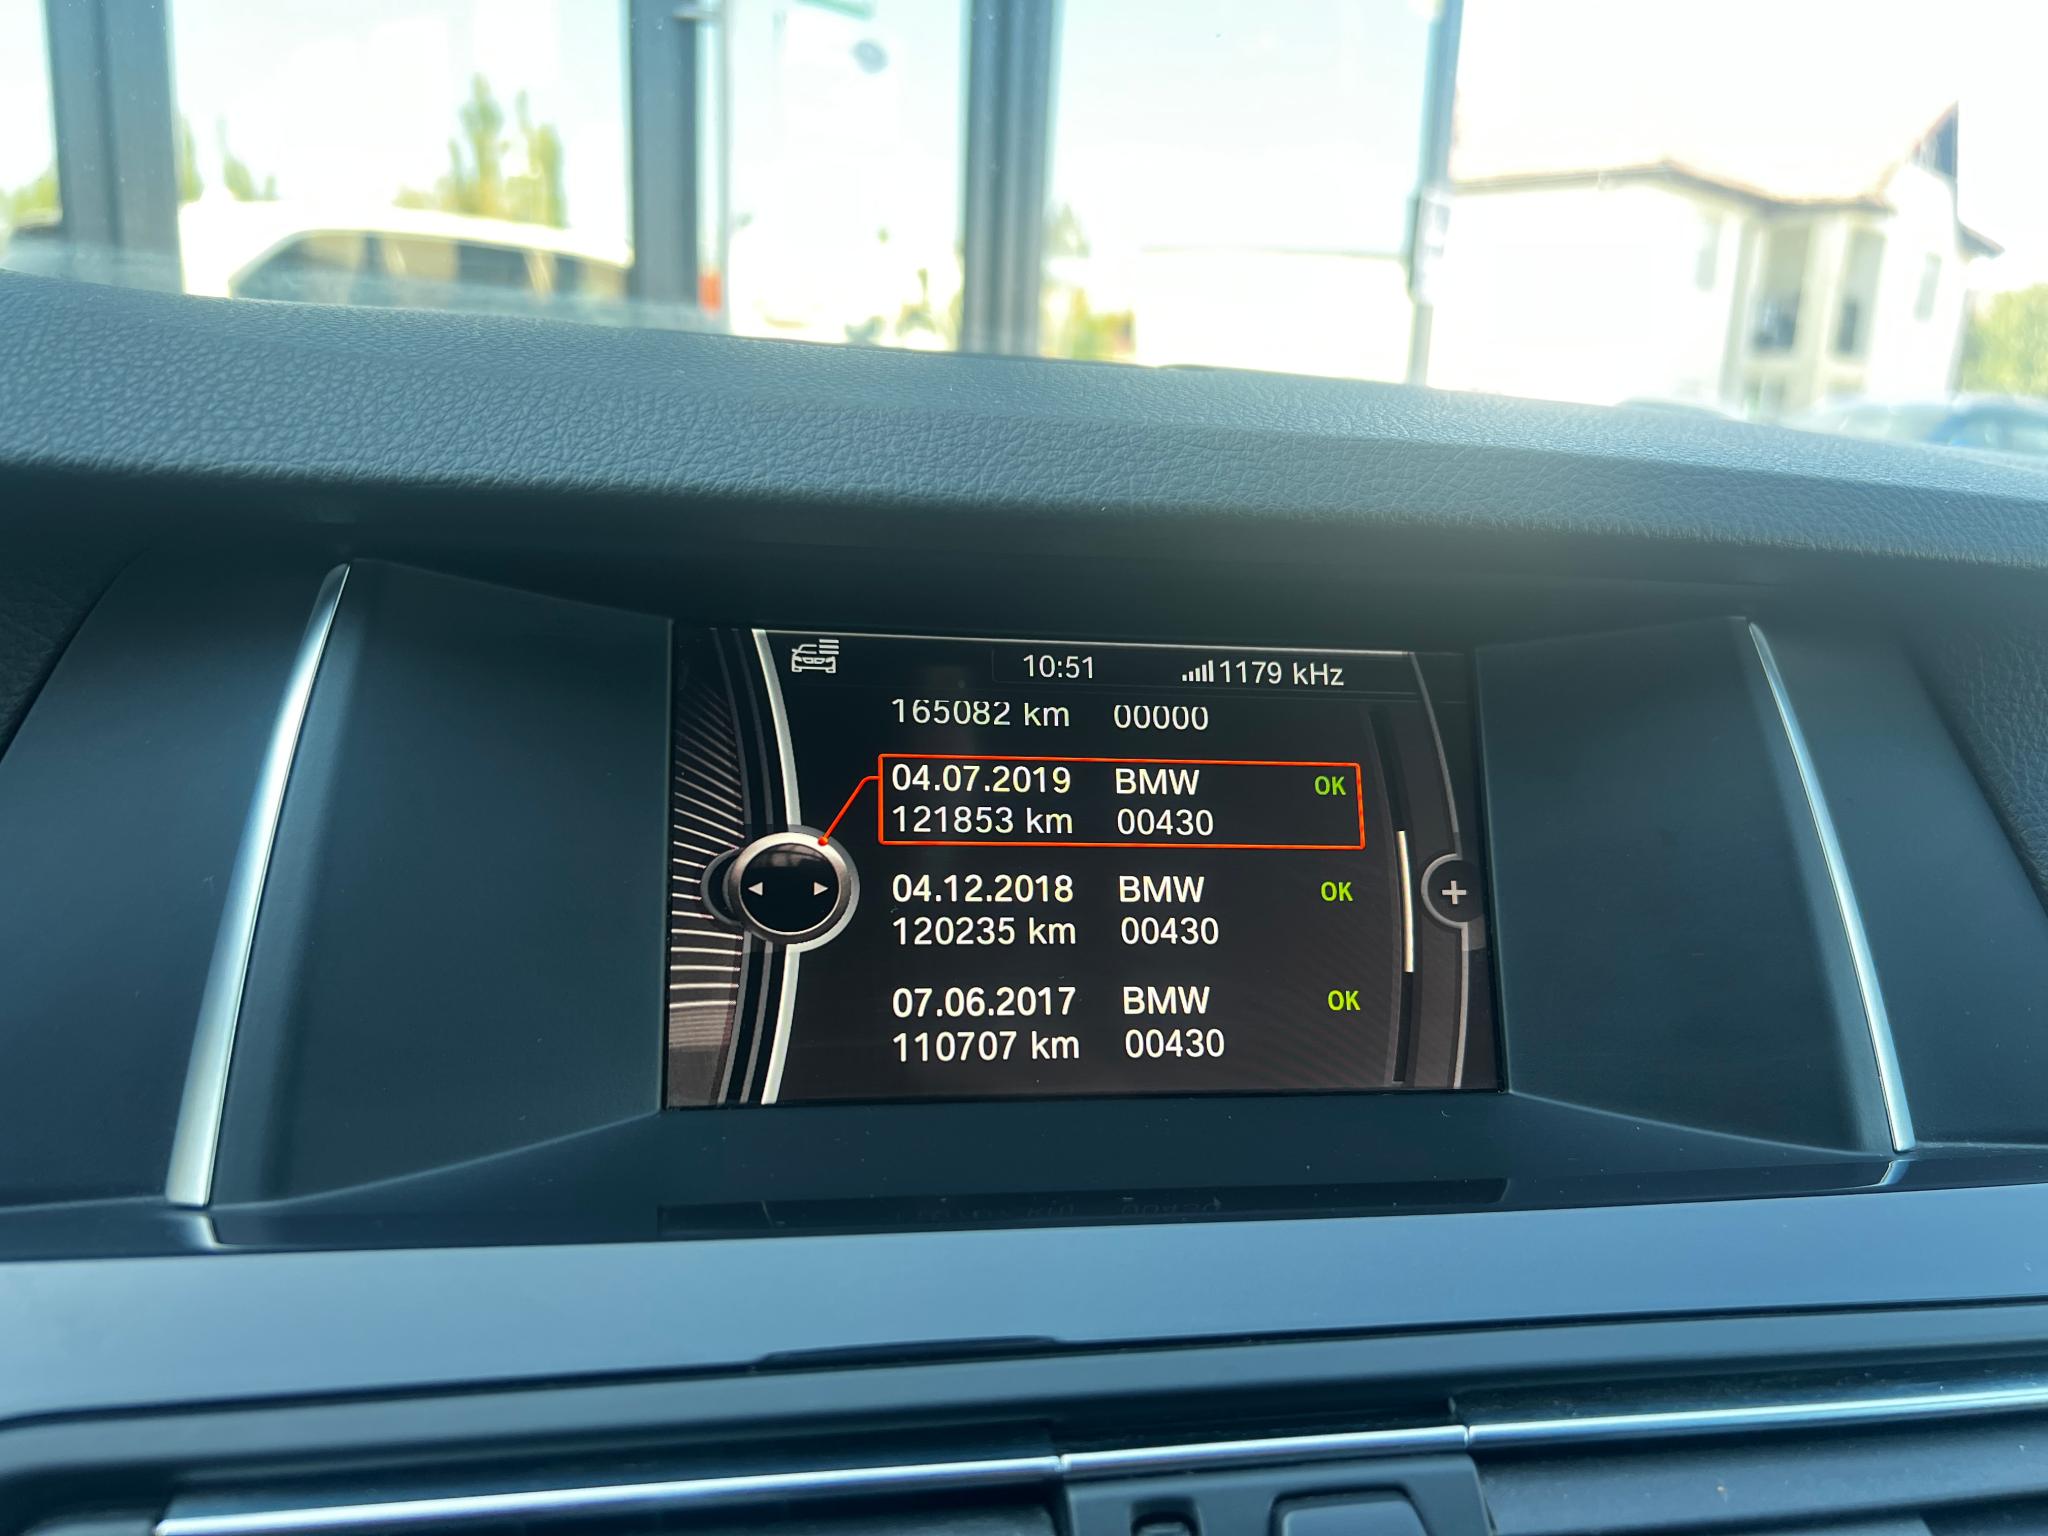 10:51 1179 kHz
165082 km 00000
04.07.2019 BMW OK
121853 km 00430
04.12.2018 BMW OK
120235 km 00430
07.06.2017 BMW OK
110707 km 00430